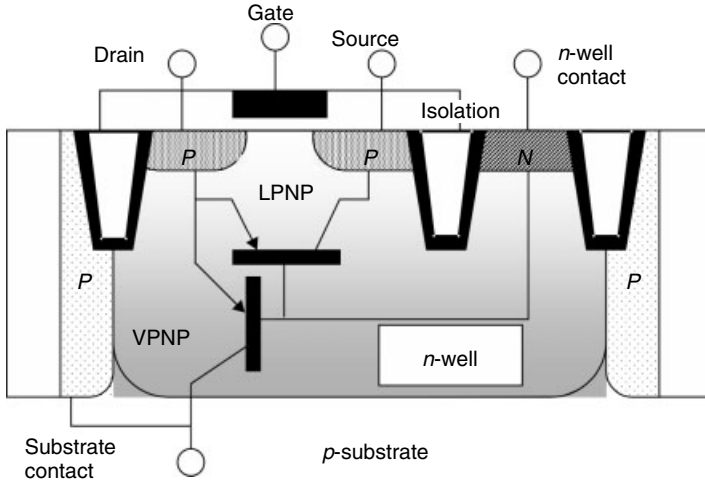 Gate
Drain
Source
n-well
contact
Isolation
P
P
N
LPNP
P
P
VPNP
n-well
Substrate
contact
p-substrate